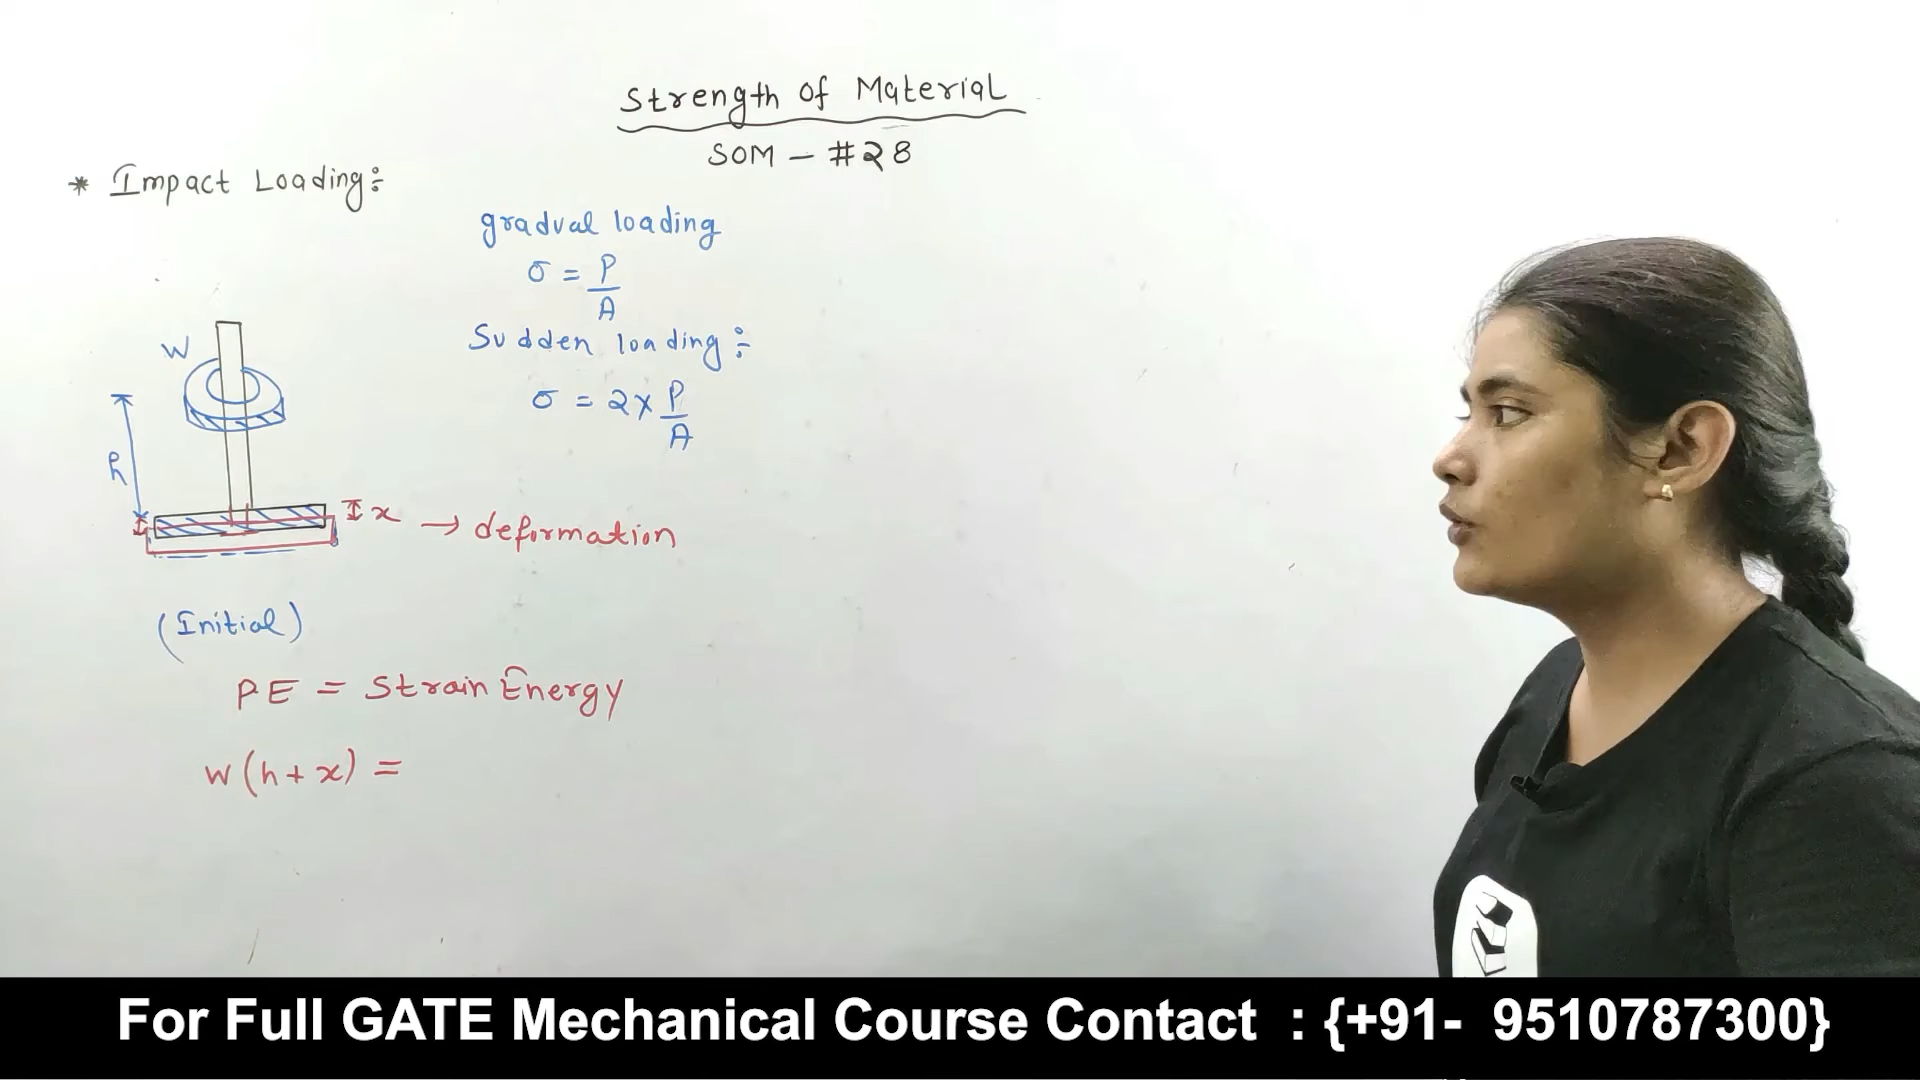 Strength of Material
SOM - #28
* Impact Loading:
gradual loading
σ = P/A
Sudden loading:
σ = 2x P/A
W
h
x → deformation
(Initial)
PE = Strain Energy
W(h+x) =
For Full GATE Mechanical Course Contact : {+91- 9510787300}